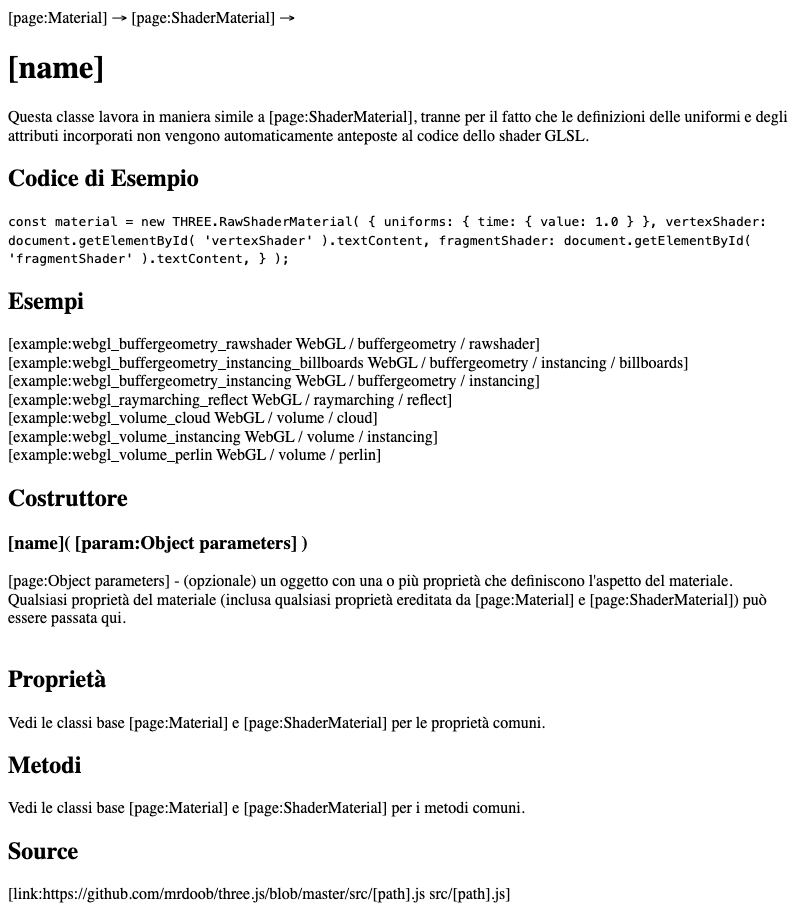 [page:Material] → [page:ShaderMaterial] →
[name]
Questa classe lavora in maniera simile a [page:ShaderMaterial], tranne per il fatto che le definizioni delle uniformi e degli
attributi incorporati non vengono automaticamente anteposte al codice dello shader GLSL.
Codice di Esempio
const material = new THREE.RawShaderMaterial( { uniforms: { time: { value: 1.0 } }, vertexShader:
document.getElementById( 'vertexShader' ).textContent, fragmentShader: document.getElementById(
'fragmentShader' ).textContent, } );
Esempi
[example:webgl_buffergeometry_rawshader WebGL / buffergeometry / rawshader]
[example:webgl_buffergeometry_instancing_billboards WebGL / buffergeometry / instancing / billboards]
[example:webgl_buffergeometry_instancing WebGL / buffergeometry / instancing]
[example:webgl_raymarching_reflect WebGL / raymarching / reflect]
[example:webgl_volume_cloud WebGL / volume / cloud]
[example:webgl_volume_instancing WebGL / volume / instancing]
[example:webgl_volume_perlin WebGL / volume / perlin]
Costruttore
[name]( [param:Object parameters] )
[page:Object parameters] - (opzionale) un oggetto con una o più proprietà che definiscono l'aspetto del materiale.
Qualsiasi proprietà del materiale (inclusa qualsiasi proprietà ereditata da [page:Material] e [page:ShaderMaterial]) può
essere passata qui.
Proprietà
Vedi le classi base [page:Material] e [page:ShaderMaterial] per le proprietà comuni.
Metodi
Vedi le classi base [page:Material] e [page:ShaderMaterial] per i metodi comuni.
Source
[link:https://github.com/mrdoob/three.js/blob/master/src/[path].js src/[path].js]